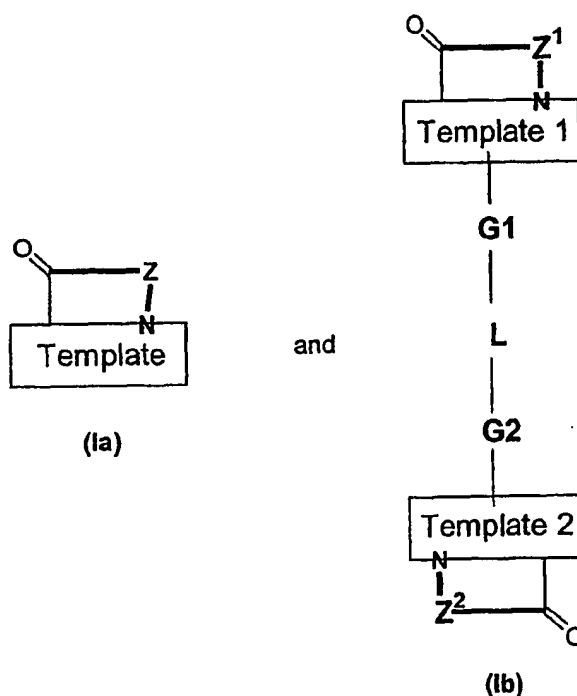 O Z¹
N
Template 1
G1
O Z
N
Template
and
L
(Ia)
G2
Template 2
N
Z² O
(Ib)